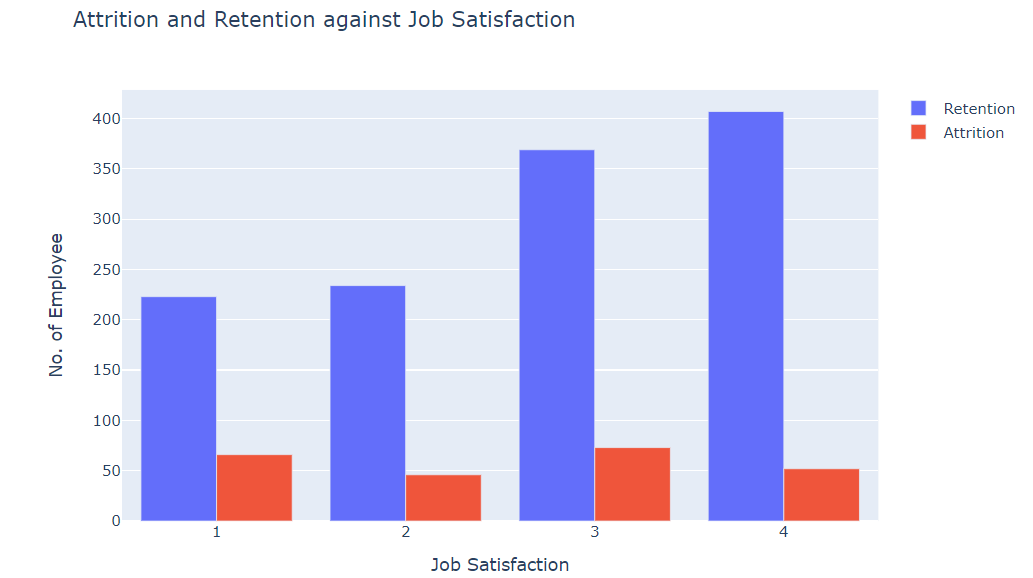 Attrition and Retention against Job Satisfaction
Retention
Attrition
No. of Employee
400
350
300
250
200
150
100
50
0
1 2 3 4
Job Satisfaction